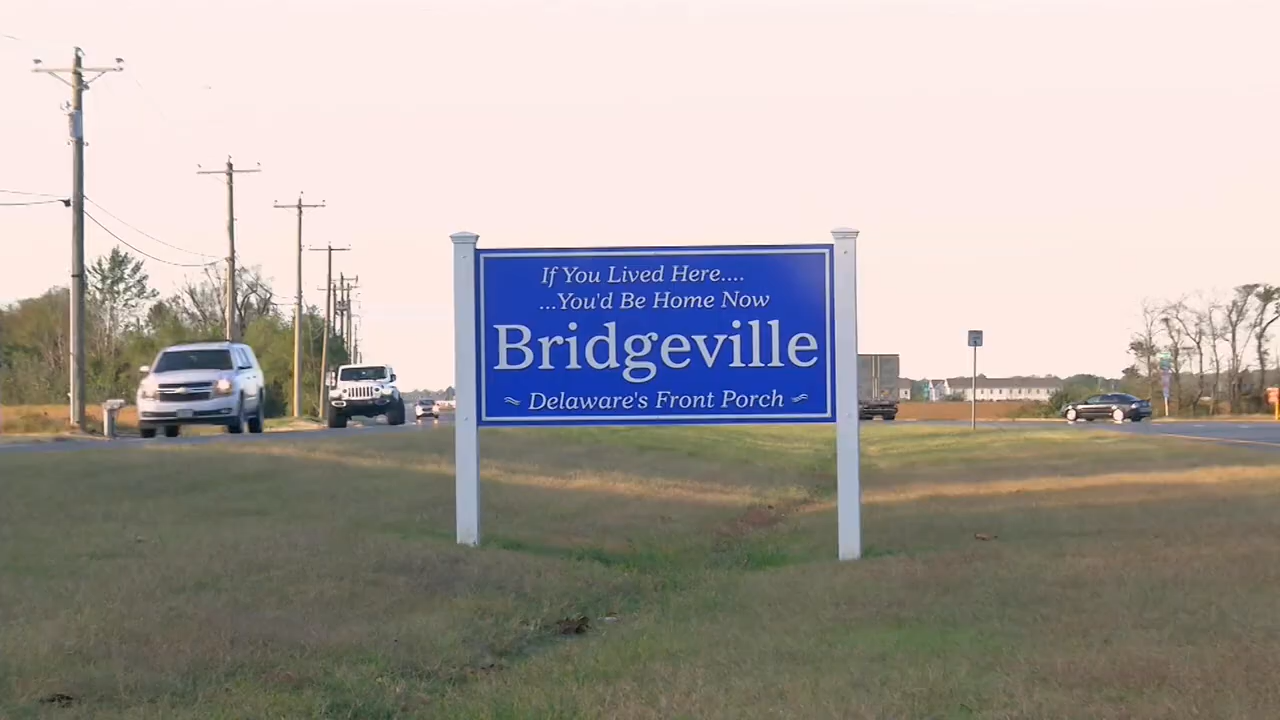 If You Lived Here....
...You'd Be Home Now
Bridgeville
~ Delaware's Front Porch ~